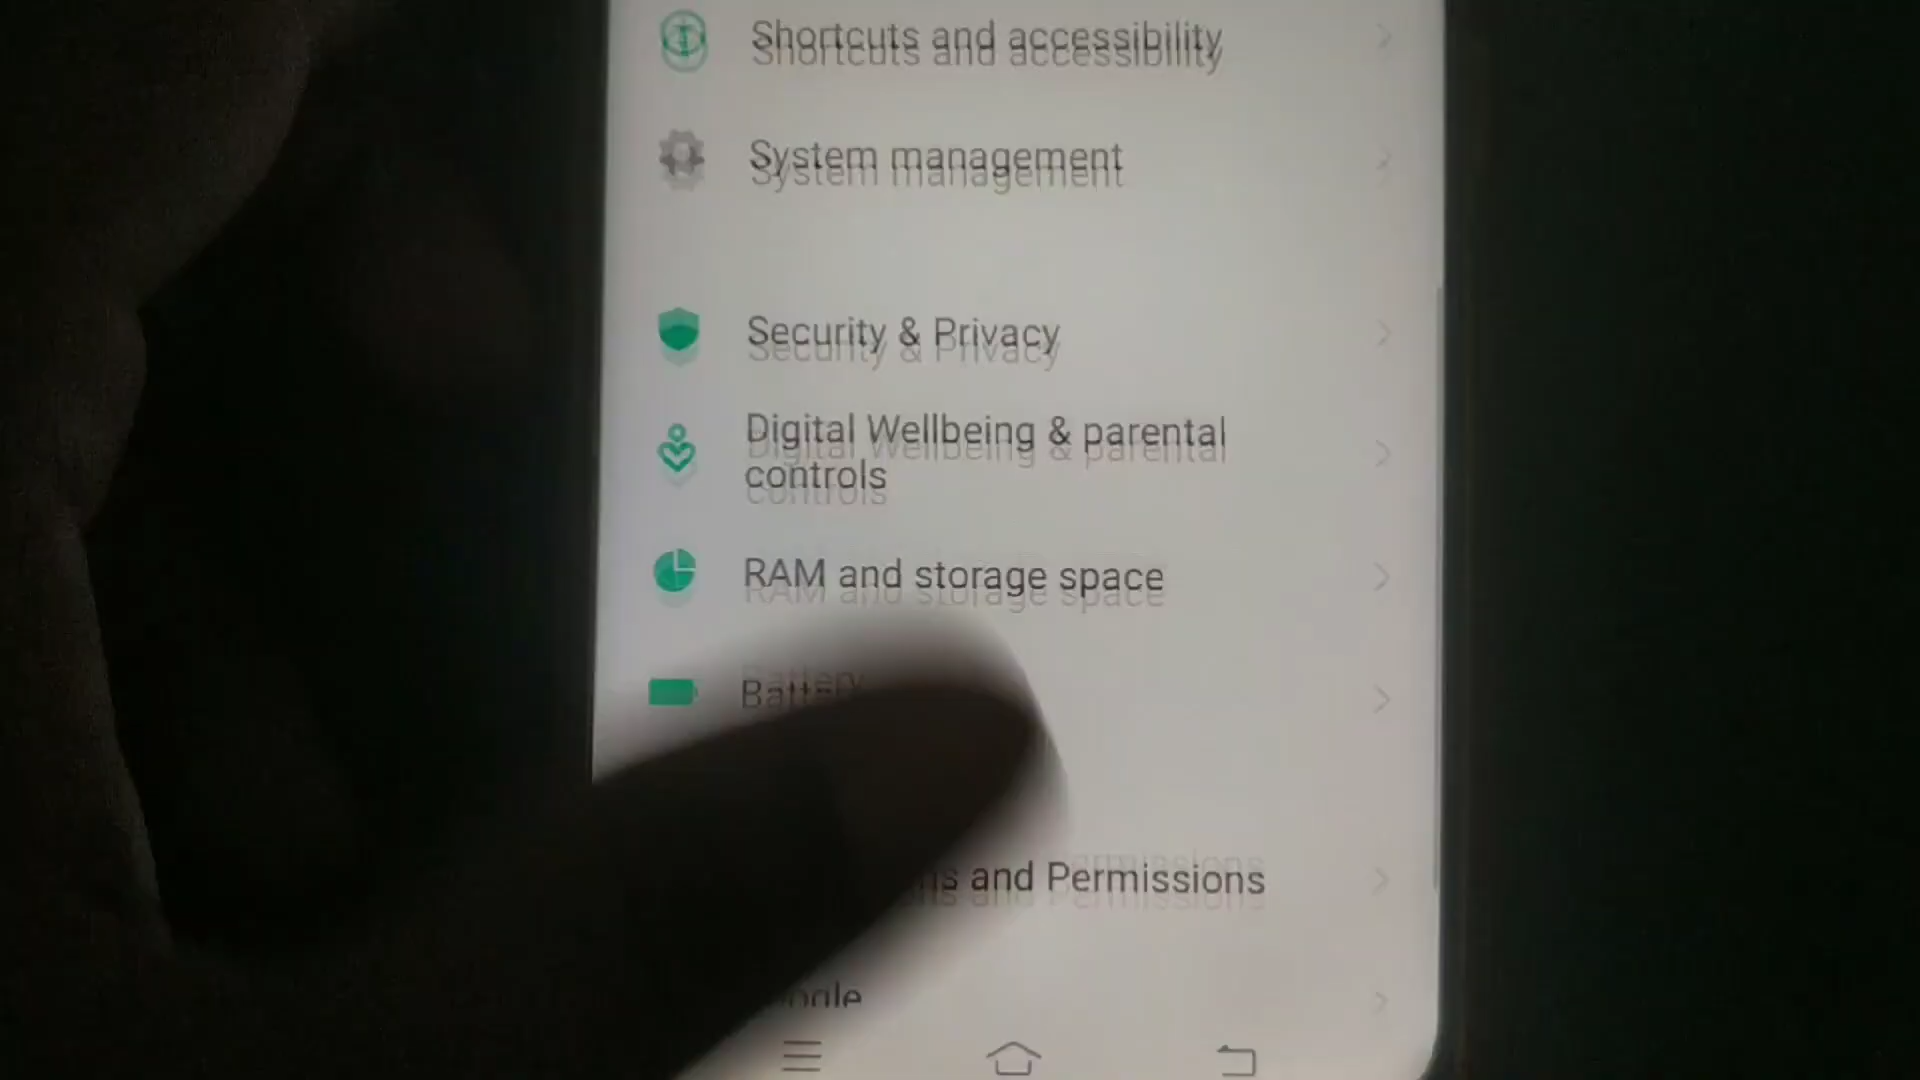 Shortcuts and accessibility
System management
Security & Privacy
Digital Wellbeing & parental
controls
RAM and storage space
Battery
and Permissions